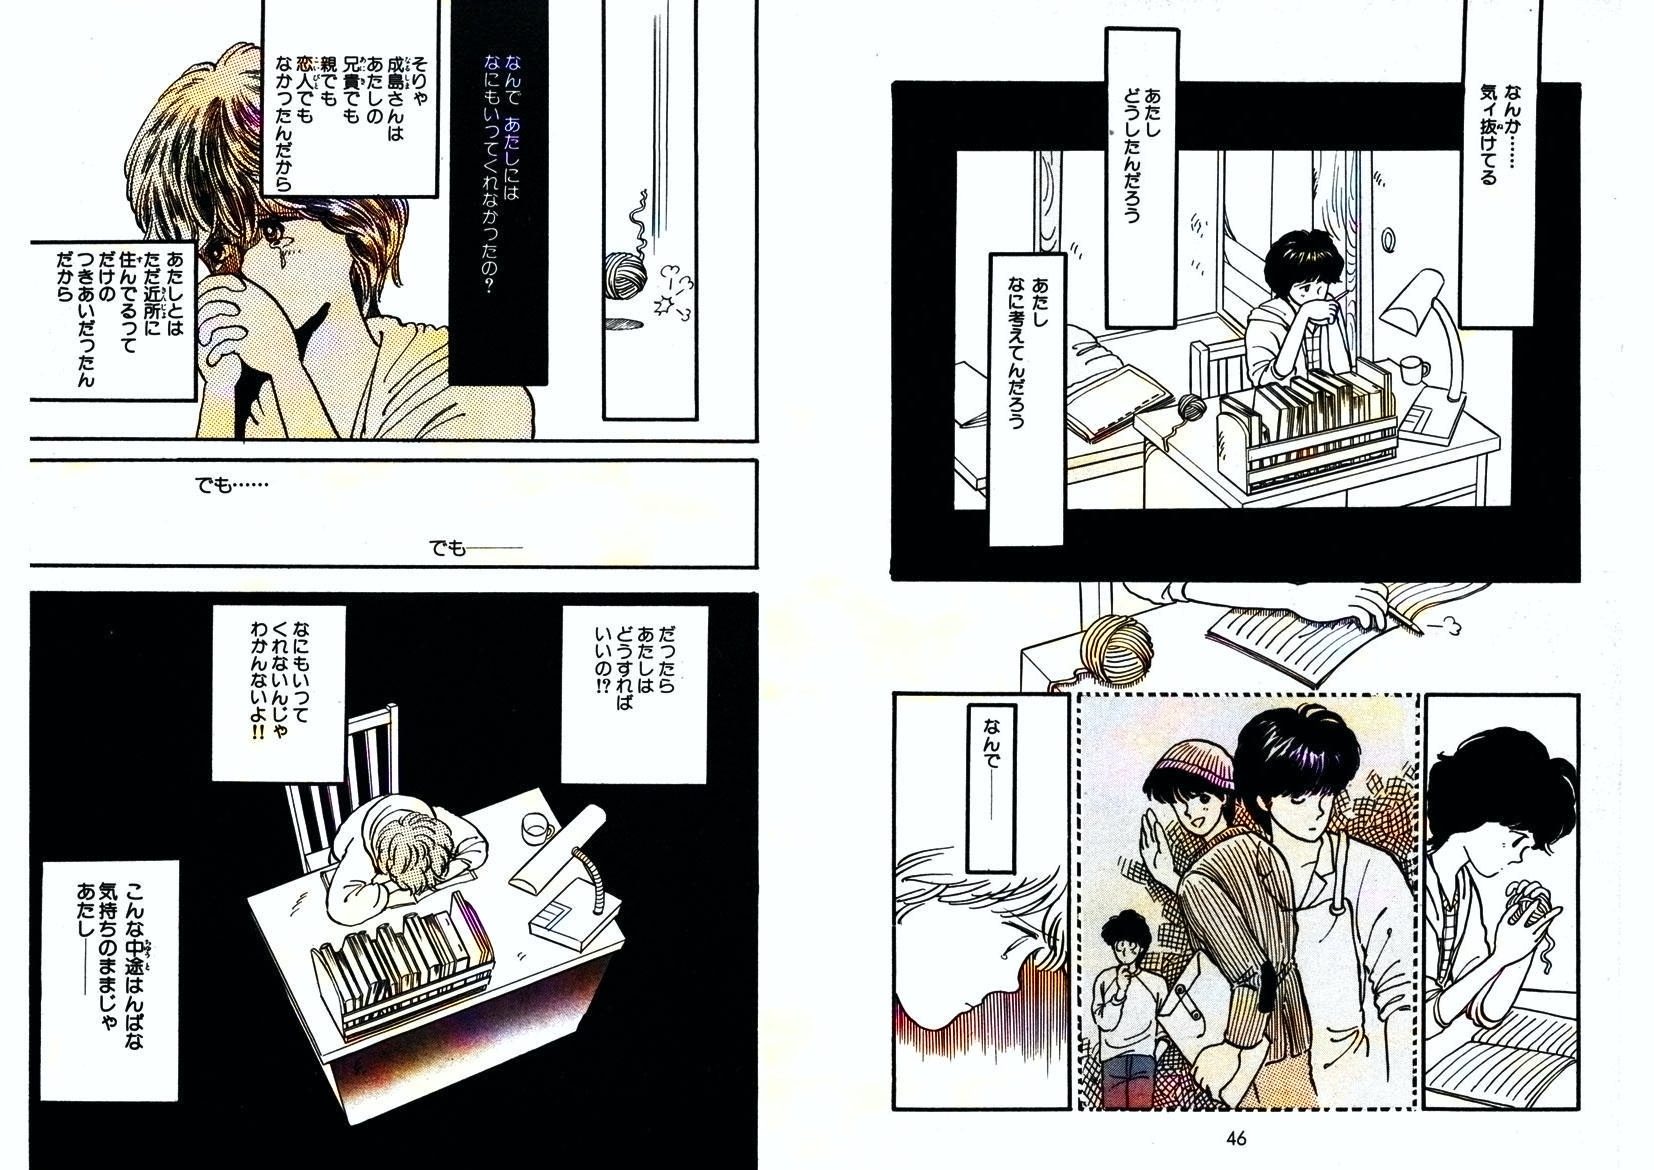 なんか……
気ィ抜けてる
あたし
どうしたんだろう
あたし
なに考えてんだろう
なんで――
46
なんで あたしには
なにもいってくれなかったの?
そりゃ
成島さんは
あたしの
兄貴でも
親でも
恋人でも
なかったんだから
あたしとは
ただ近所に
住んでるって
だけの
つきあいだったん
だから
でも……
でも――
だったら
あたしは
どうすれば
いいの!?
なにもいって
くれないんじゃ
わかんないよ!!
こんな中途はんぱな
気持ちのままじゃ
あたし――